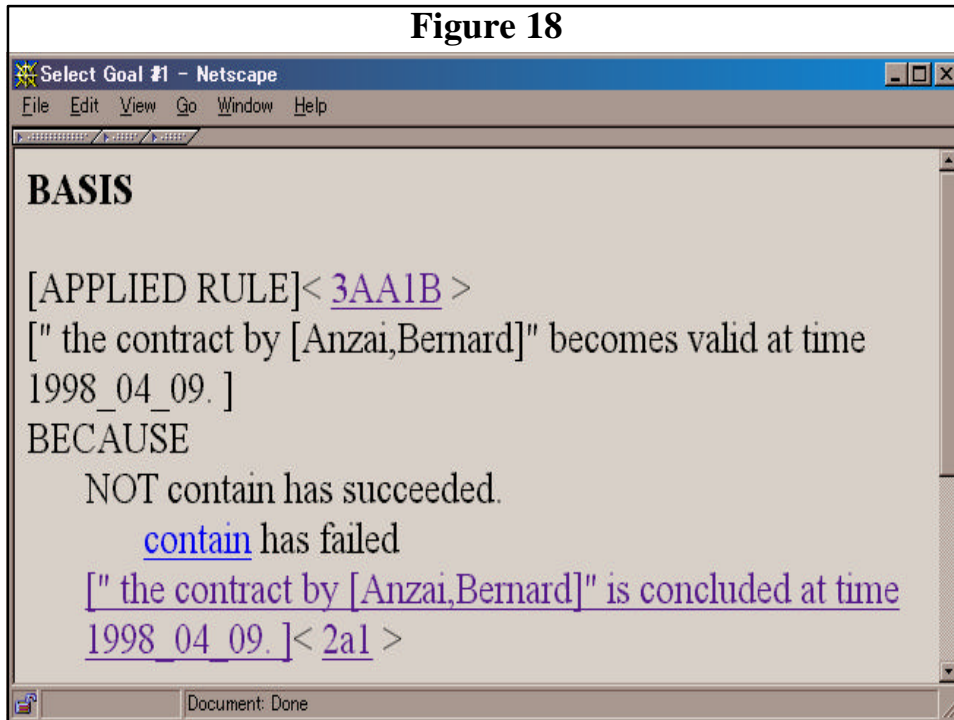 Figure 18
Select Goal #1 - Netscape
File Edit View Go Window Help
BASIS
[APPLIED RULE]< 3AA1B >
[" the contract by [Anzai,Bernard]" becomes valid at time
1998_04_09. ]
BECAUSE
NOT contain has succeeded.
contain has failed
[" the contract by [Anzai,Bernard]" is concluded at time
1998_04_09. ]< 2a1 >
Document: Done